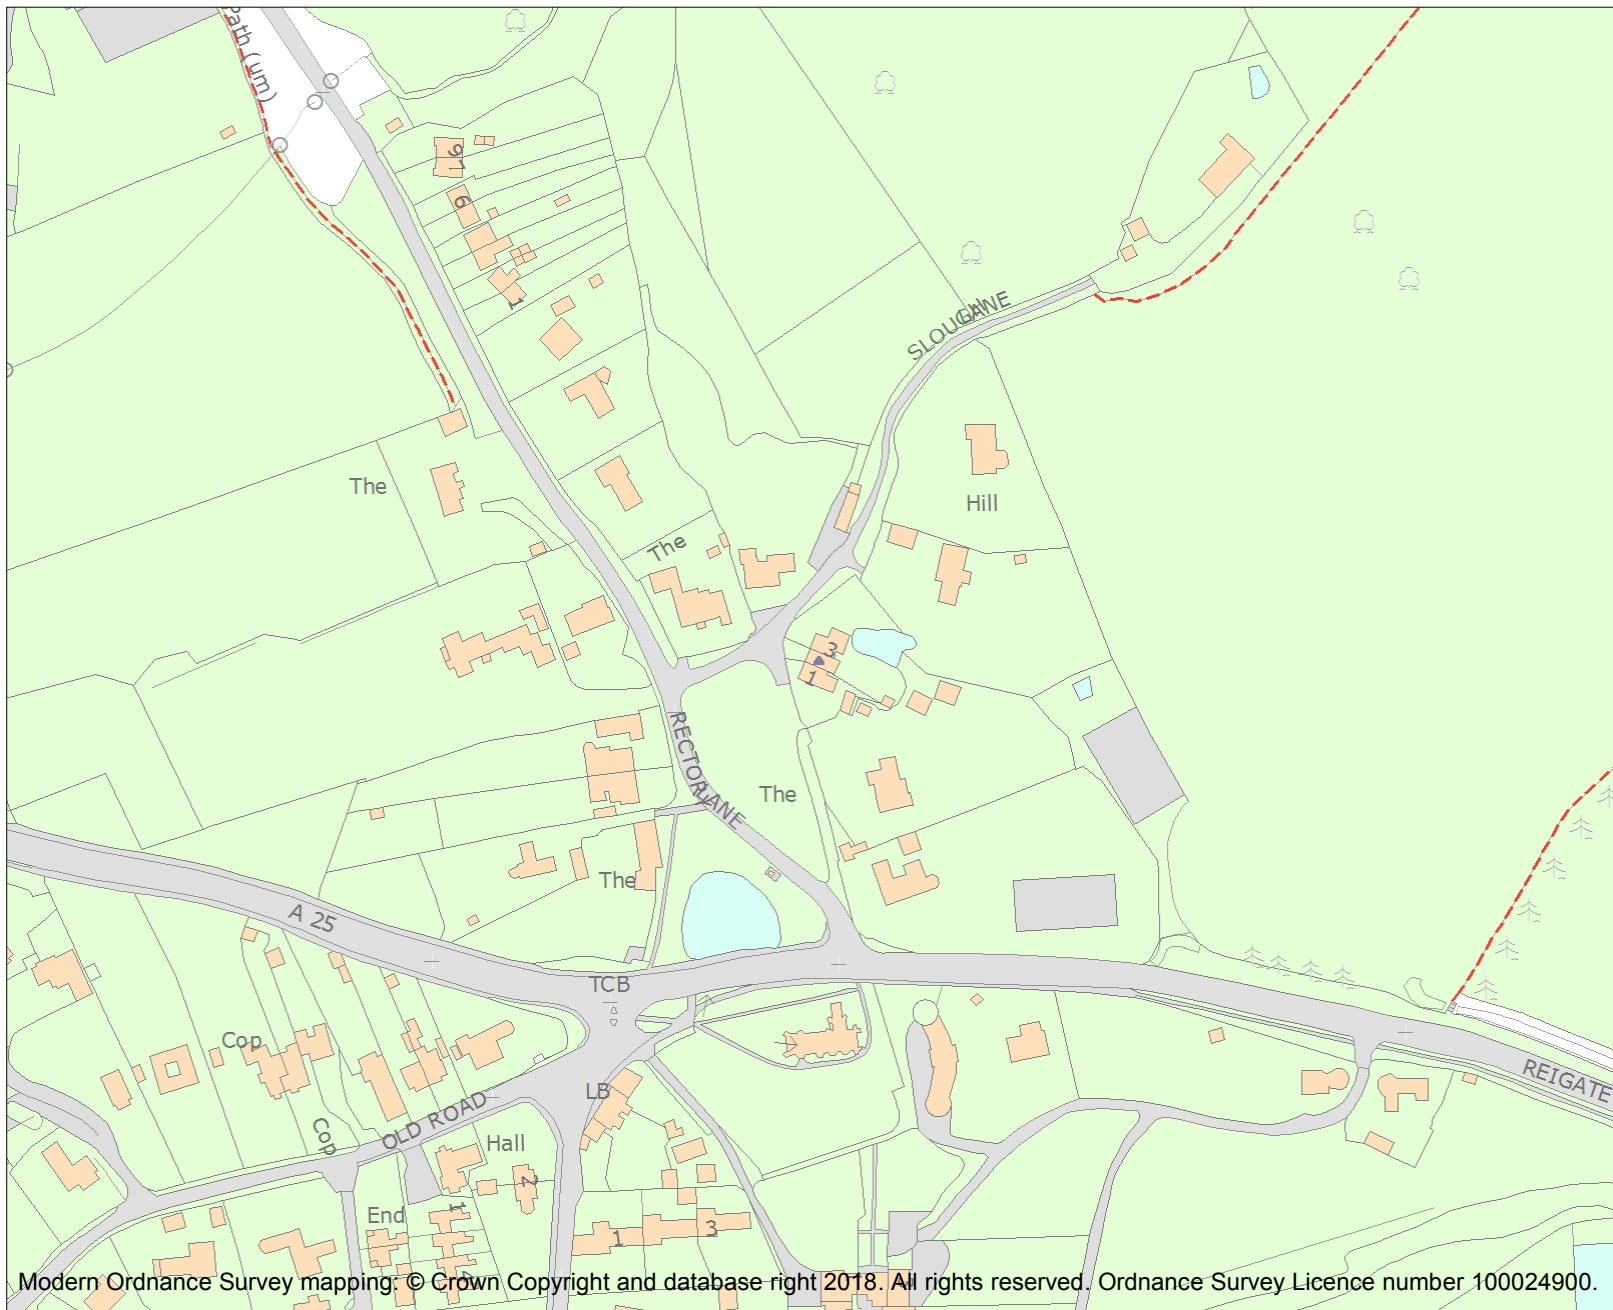 Path (um)
9
7
6
1
SLOUGH
LANE
The
Hill
The
3
1
RECTORY
LANE
The
The
A 25
TCB
Cop
LB
REIGATE
OLD ROAD
Cop
Hall
2
1
End
1
3
Modern Ordnance Survey mapping: © Crown Copyright and database right 2018. All rights reserved. Ordnance Survey Licence number 100024900.